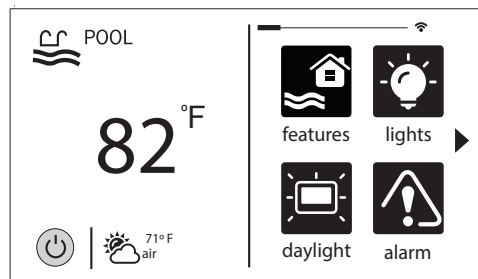 POOL
82°F
71° F
air
features
lights
daylight
alarm